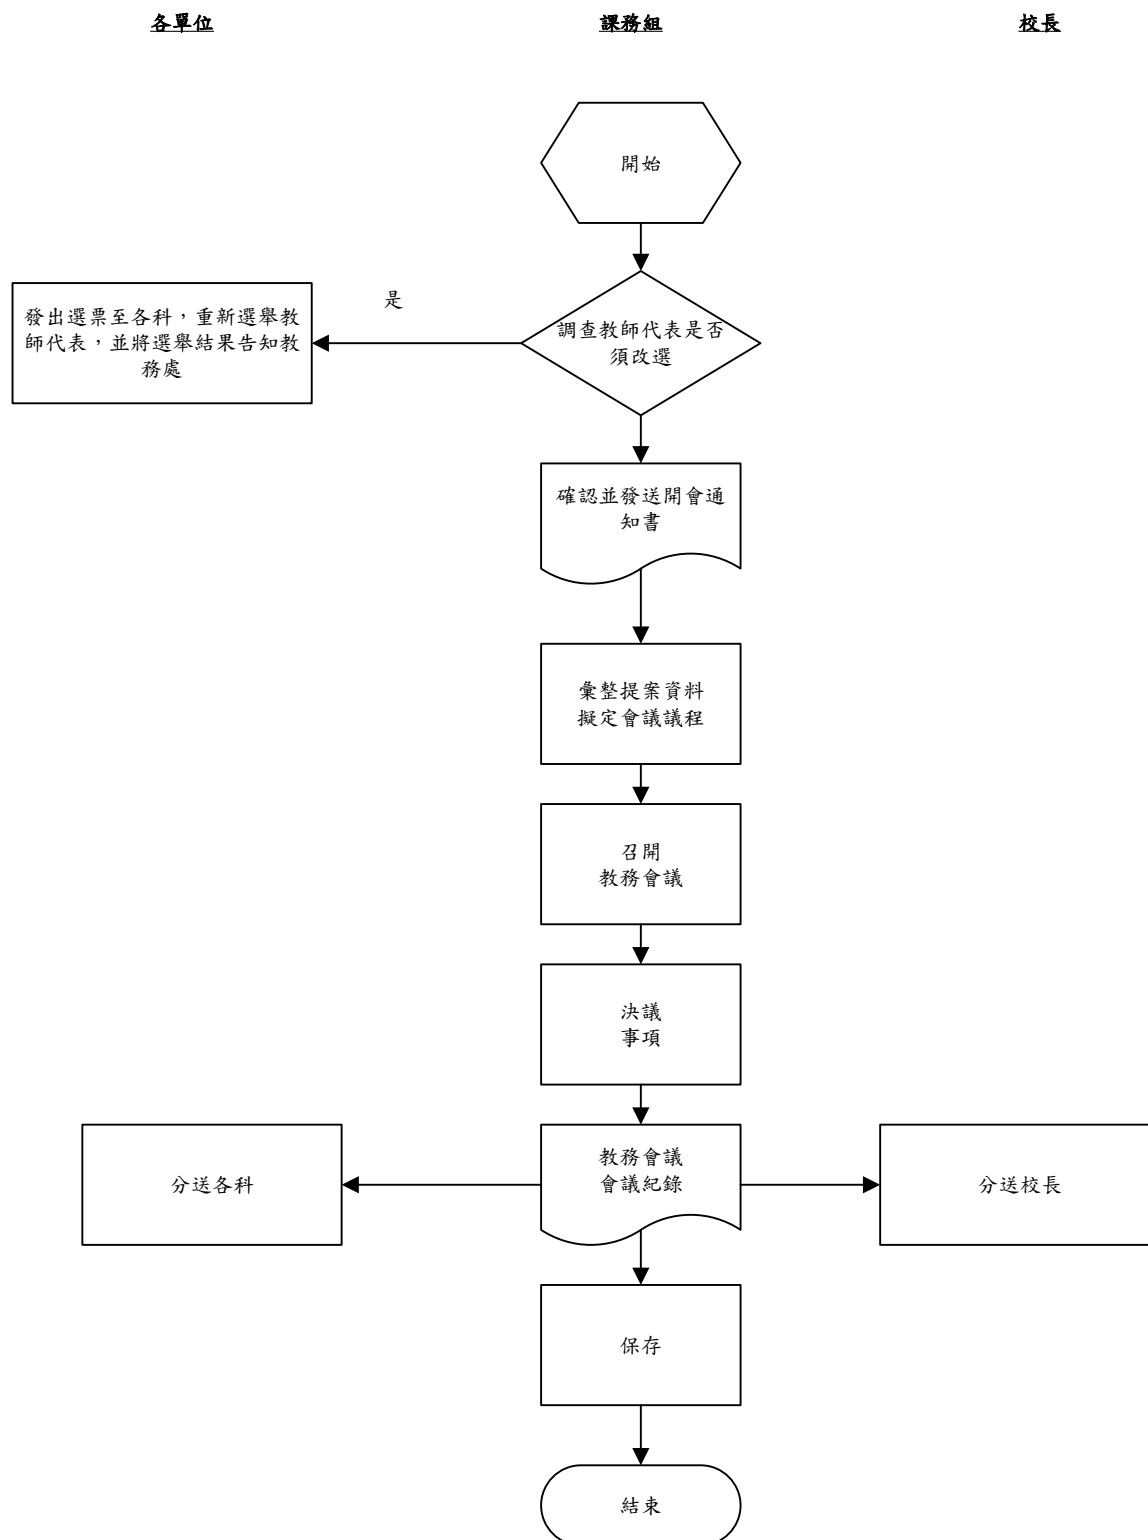 各單位
課務組
校長
開始
是
發出選票至各科，重新選舉教
師代表，並將選舉結果告知教
務處
調查教師代表是否
須改選
確認並發送開會通
知書
彙整提案資料
擬定會議議程
召開
教務會議
決議
事項
分送各科
教務會議
會議紀錄
分送校長
保存
結束